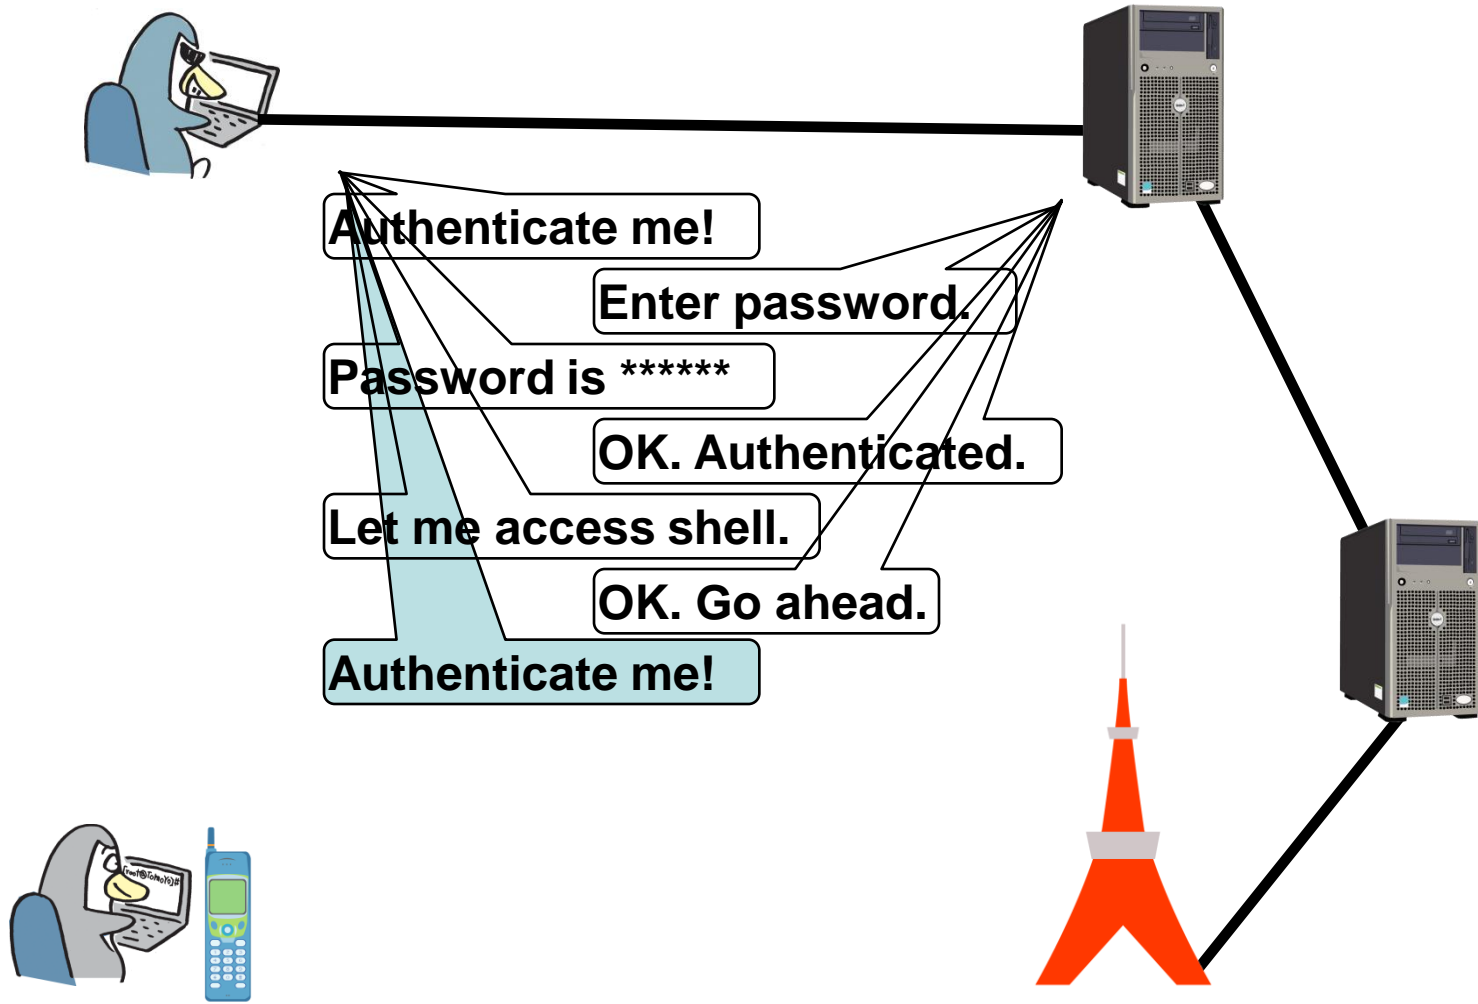 Authenticate me!
Enter password.
Password is ******
OK. Authenticated.
Let me access shell.
OK. Go ahead.
Authenticate me!